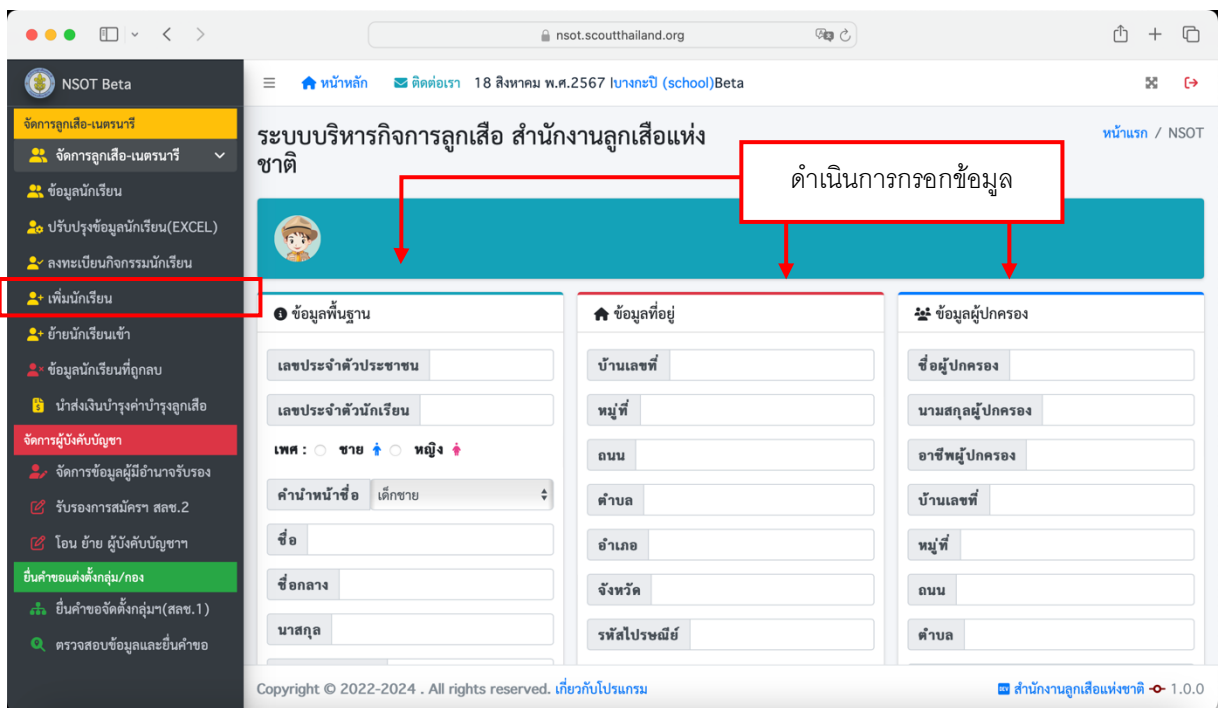 nsot.scoutthailand.org
NSOT Beta
หน้าหลัก ติดต่อเรา 18 สิงหาคม พ.ศ.2567 |บางกะปิ (school)Beta
จัดการลูกเสือ-เนตรนารี
จัดการลูกเสือ-เนตรนารี
ข้อมูลนักเรียน
ปรับปรุงข้อมูลนักเรียน(EXCEL)
ลงทะเบียนกิจกรรมนักเรียน
เพิ่มนักเรียน
ย้ายนักเรียนเข้า
ข้อมูลนักเรียนที่ถูกลบ
นำส่งเงินบำรุงค่าบำรุงลูกเสือ
จัดการผู้บังคับบัญชา
จัดการข้อมูลผู้มีอำนาจรับรอง
รับรองการสมัครฯ สลช.2
โอน ย้าย ผู้บังคับบัญชาฯ
ยื่นคำขอแต่งตั้งกลุ่ม/กอง
ยื่นคำขอจัดตั้งกลุ่มฯ(สลช.1)
ตรวจสอบข้อมูลและยื่นคำขอ
ระบบบริหารกิจการลูกเสือ สำนักงานลูกเสือแห่ง
ชาติ
หน้าแรก / NSOT
ดำเนินการกรอกข้อมูล
ข้อมูลพื้นฐาน
เลขประจำตัวประชาชน
เลขประจำตัวนักเรียน
เพศ : ชาย หญิง
คำนำหน้าชื่อ เด็กชาย
ชื่อ
ชื่อกลาง
นาสกุล
ข้อมูลที่อยู่
บ้านเลขที่
หมู่ที่
ถนน
ตำบล
อำเภอ
จังหวัด
รหัสไปรษณีย์
ข้อมูลผู้ปกครอง
ชื่อผู้ปกครอง
นามสกุลผู้ปกครอง
อาชีพผู้ปกครอง
บ้านเลขที่
หมู่ที่
ถนน
ตำบล
Copyright © 2022-2024 . All rights reserved. เกี่ยวกับโปรแกรม
DEV สำนักงานลูกเสือแห่งชาติ 1.0.0